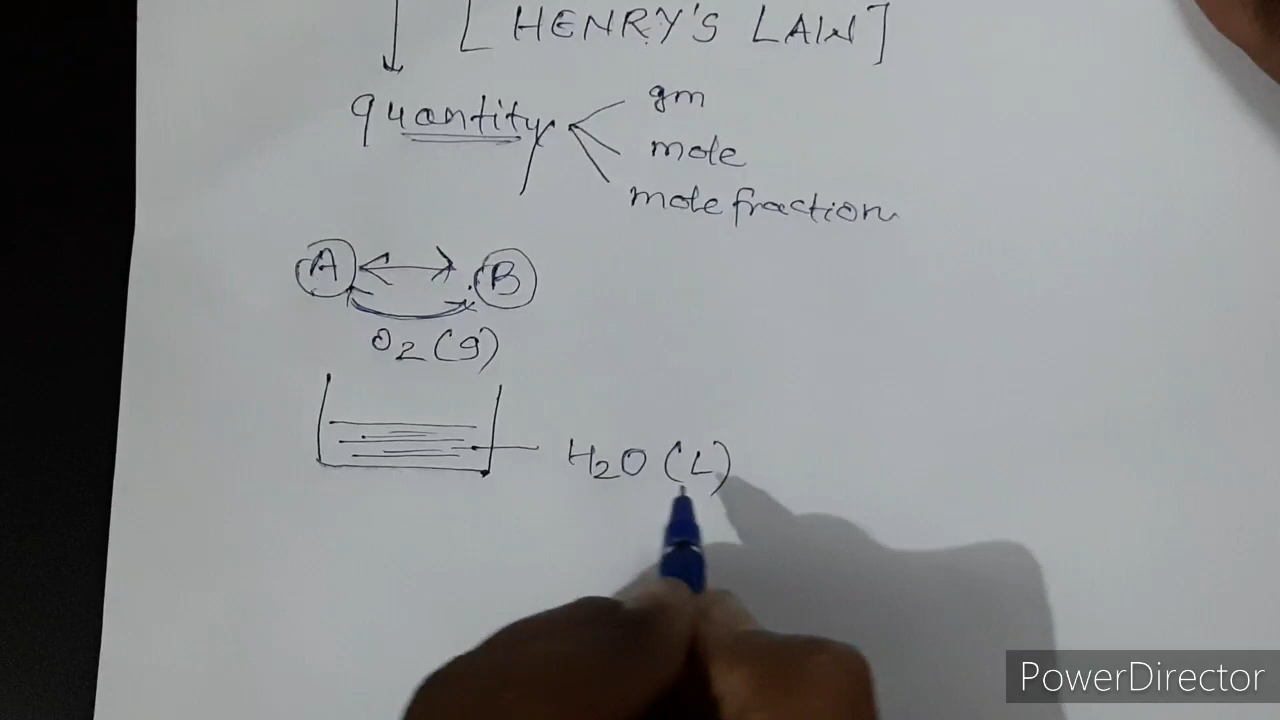 [ HENRY'S LAW ]
quantity
gm
mole
mole fraction
A B
O2 (g)
H2O (L)
PowerDirector